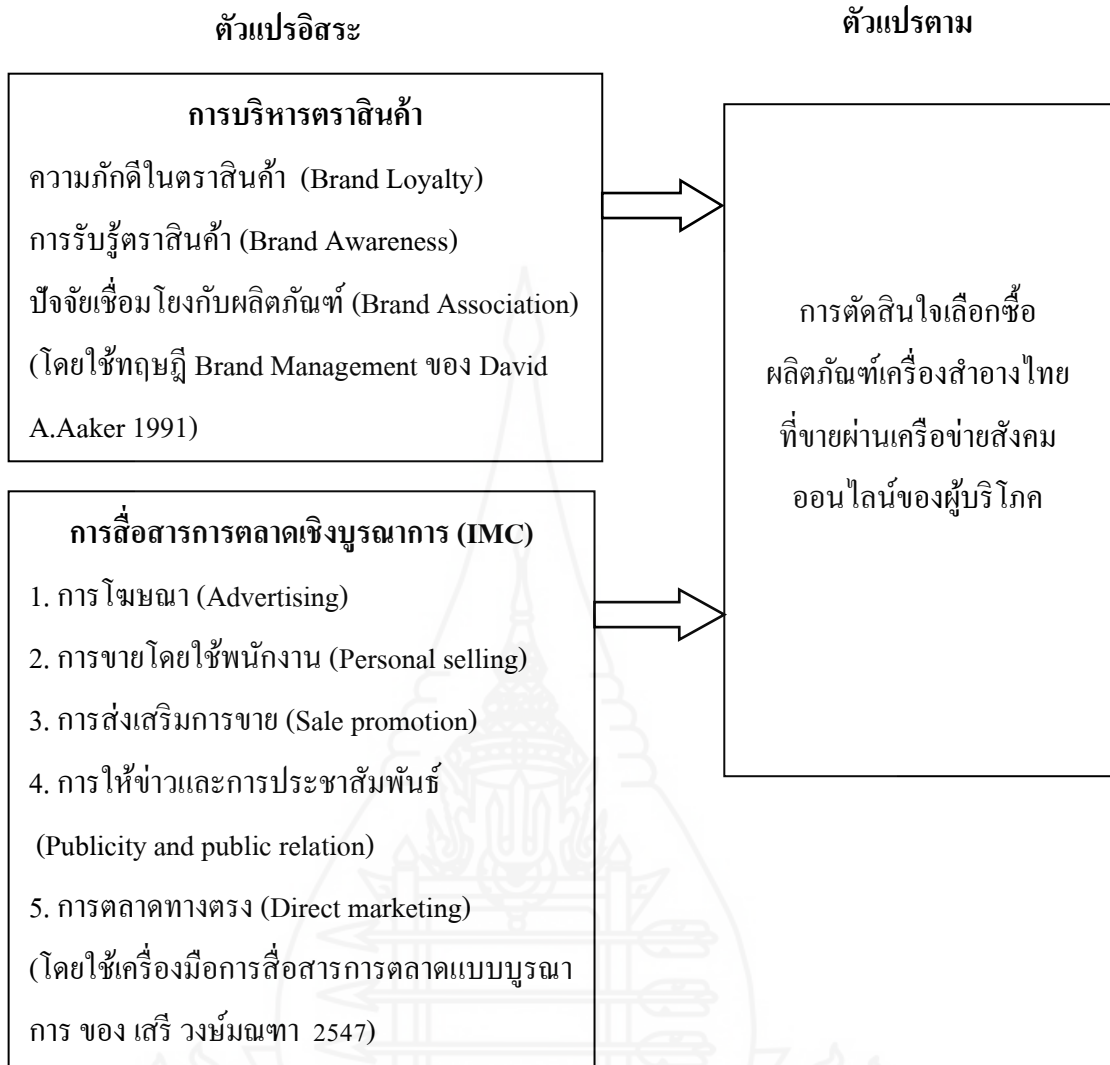 ตัวแปรอิสระ
ตัวแปรตาม
การบริหารตราสินค้า
ความภักดีในตราสินค้า (Brand Loyalty)
การรับรู้ตราสินค้า (Brand Awareness)
ปัจจัยเชื่อมโยงกับผลิตภัณฑ์ (Brand Association)
(โดยใช้ทฤษฎี Brand Management ของ David
A.Aaker 1991)
การสื่อสารการตลาดเชิงบูรณาการ (IMC)
1. การโฆษณา (Advertising)
2. การขายโดยใช้พนักงาน (Personal selling)
3. การส่งเสริมการขาย (Sale promotion)
4. การให้ข่าวและการประชาสัมพันธ์
(Publicity and public relation)
5. การตลาดทางตรง (Direct marketing)
(โดยใช้เครื่องมือการสื่อสารการตลาดแบบบูรณา
การ ของ เสรี วงษ์มณฑา 2547)
การตัดสินใจเลือกซื้อ
ผลิตภัณฑ์เครื่องสำอางไทย
ที่ขายผ่านเครือข่ายสังคม
ออนไลน์ของผู้บริโภค